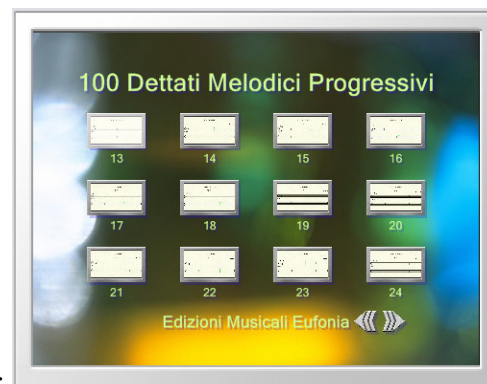 100 Dettati Melodici Progressivi
13 14 15 16
17 18 19 20
21 22 23 24
Edizioni Musicali Eufonia